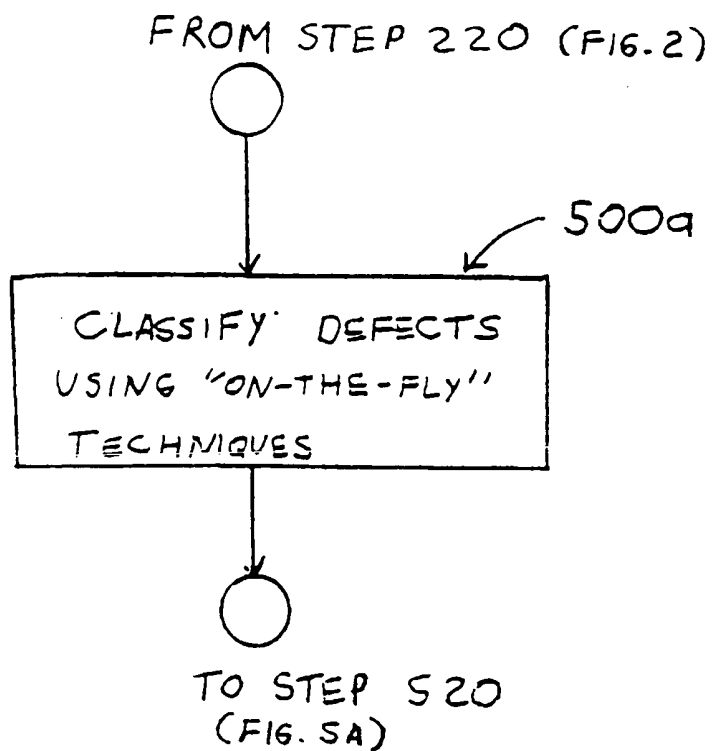 FROM STEP 220 (FIG. 2)
500a
CLASSIFY DEFECTS
USING "ON-THE-FLY"
TECHNIQUES
TO STEP 520
(FIG. 5A)